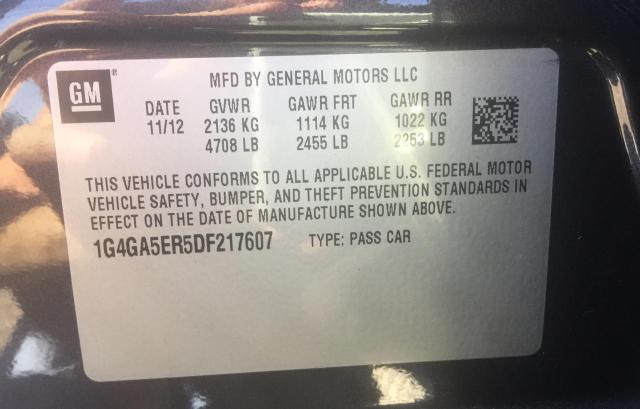 GM ®
MFD BY GENERAL MOTORS LLC
DATE GVWR GAWR FRT GAWR RR
11/12 2136 KG 1114 KG 1022 KG
4708 LB 2455 LB 2253 LB
THIS VEHICLE CONFORMS TO ALL APPLICABLE U.S. FEDERAL MOTOR
VEHICLE SAFETY, BUMPER, AND THEFT PREVENTION STANDARDS IN
EFFECT ON THE DATE OF MANUFACTURE SHOWN ABOVE.
1G4GA5ER5DF217607 TYPE: PASS CAR